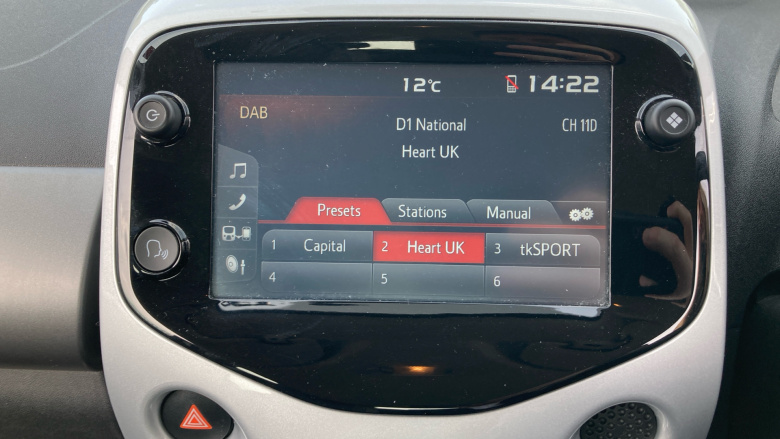 12°C 14:22
DAB
D1 National CH 11D
Heart UK
Presets Stations Manual
1 Capital 2 Heart UK 3 tkSPORT
4 5 6